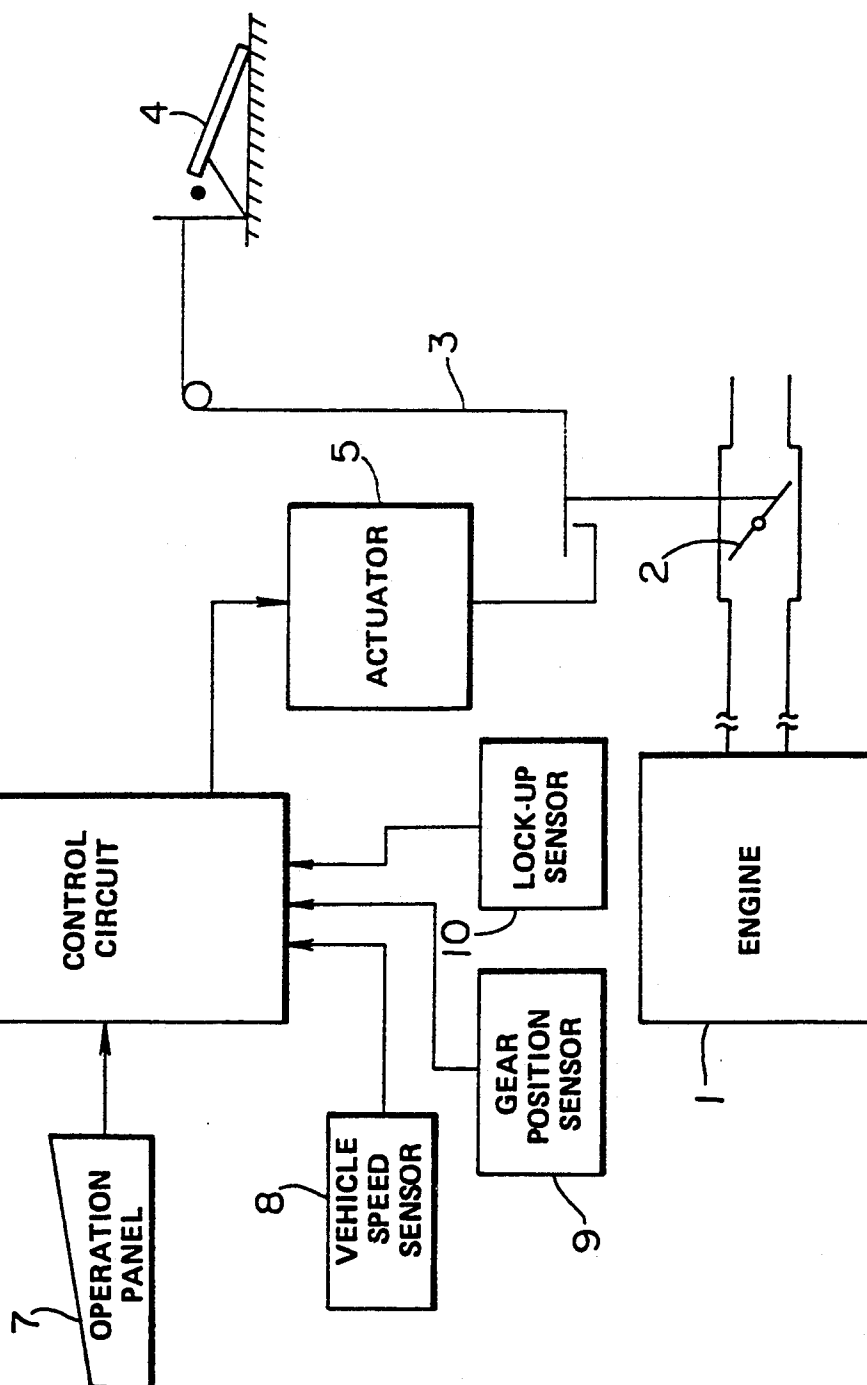 7
OPERATION
PANEL
CONTROL
CIRCUIT
8
VEHICLE
SPEED
SENSOR
ACTUATOR
5
4
3
GEAR
POSITION
SENSOR
9
LOCK-UP
SENSOR
10
ENGINE
1
2